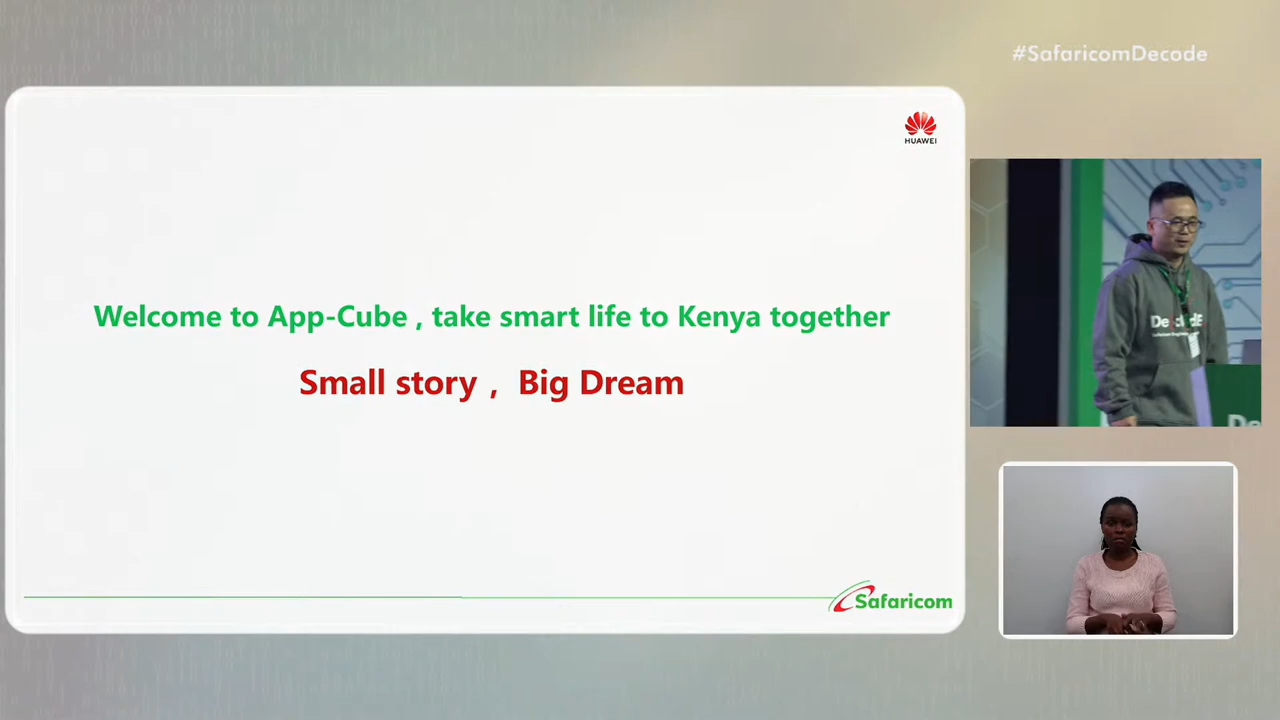 #SafaricomDecode
HUAWEI
Welcome to App-Cube , take smart life to Kenya together
Small story , Big Dream
Safaricom